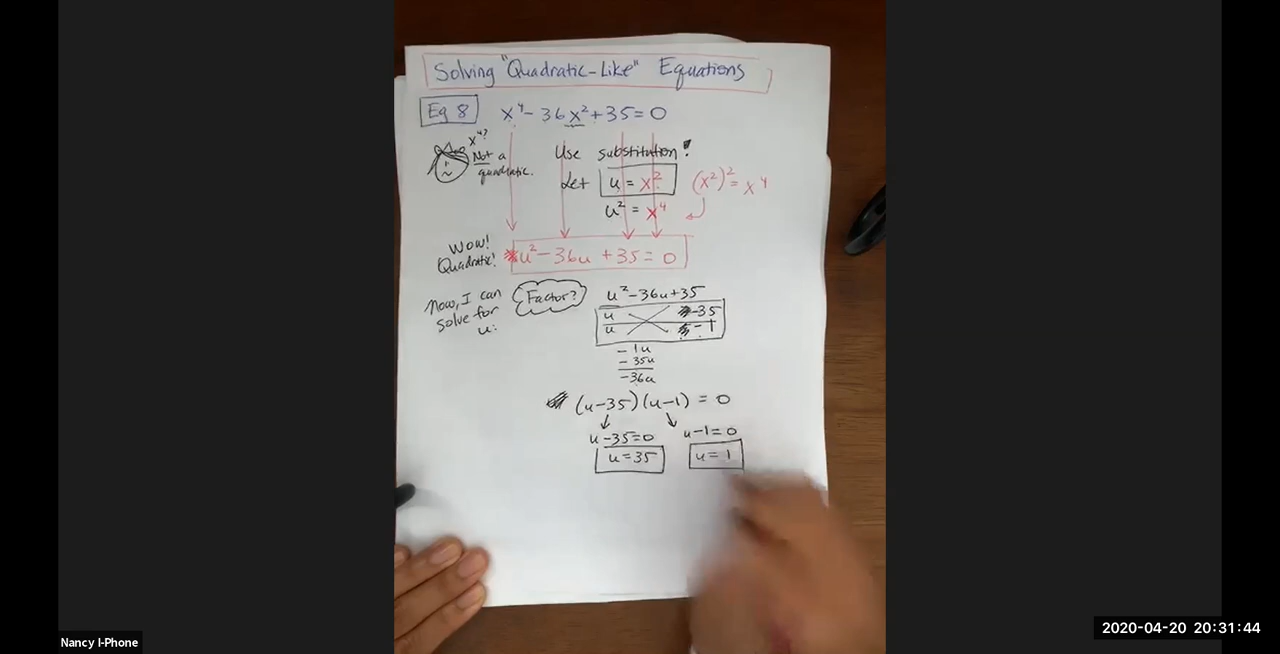 Solving "Quadratic-Like" Equations
Eg 8 x⁴ - 36x² + 35 = 0
x⁴?
Not a
quadratic.
Use substitution!
Let u = x² (x²)² = x⁴
u² = x⁴
Wow!
Quadratic!
u² - 36u + 35 = 0
Now, I can
solve for
u:
Factor?
u² - 36u + 35
u -35
u -1
-1u
-35u
-36u
(u-35)(u-1) = 0
u-35=0 u-1=0
u=35 u=1
Nancy I-Phone
2020-04-20 20:31:44